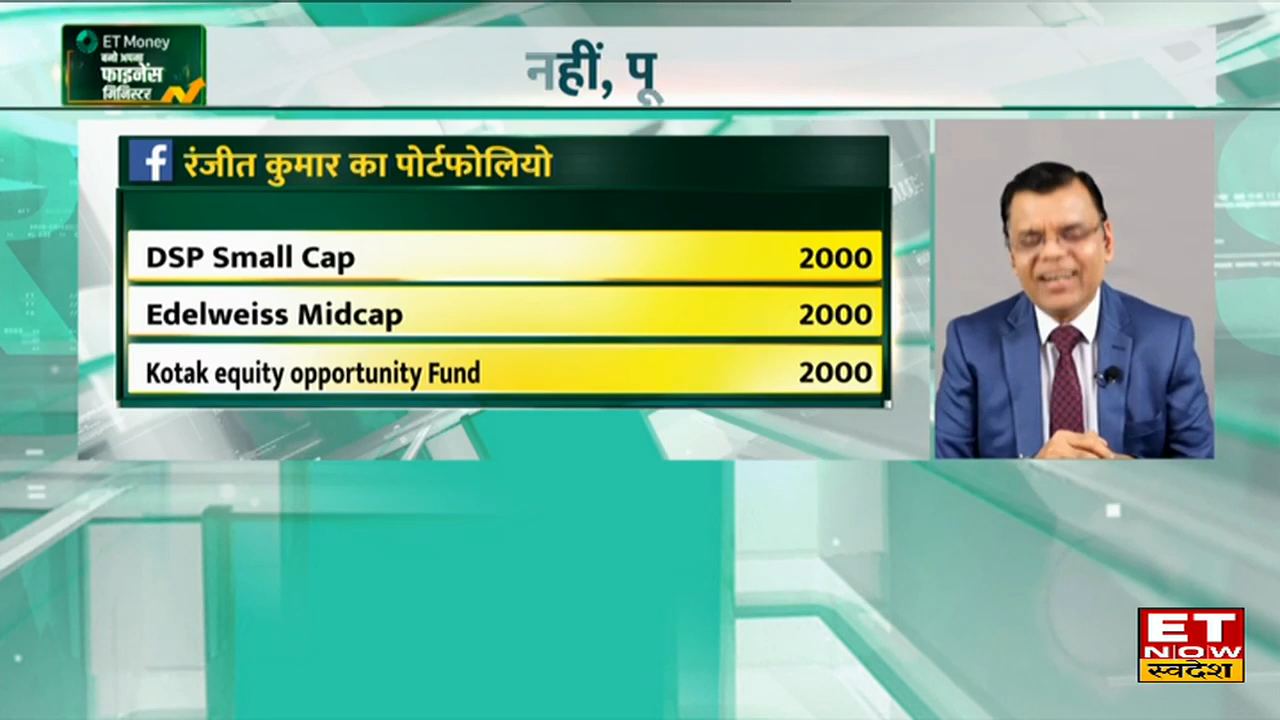 ET Money
बनो अपना
फाइनेंस
मिनिस्टर
नहीं, पू
रंजीत कुमार का पोर्टफोलियो
DSP Small Cap 2000
Edelweiss Midcap 2000
Kotak equity opportunity Fund 2000
ET
NOW
स्वदेश